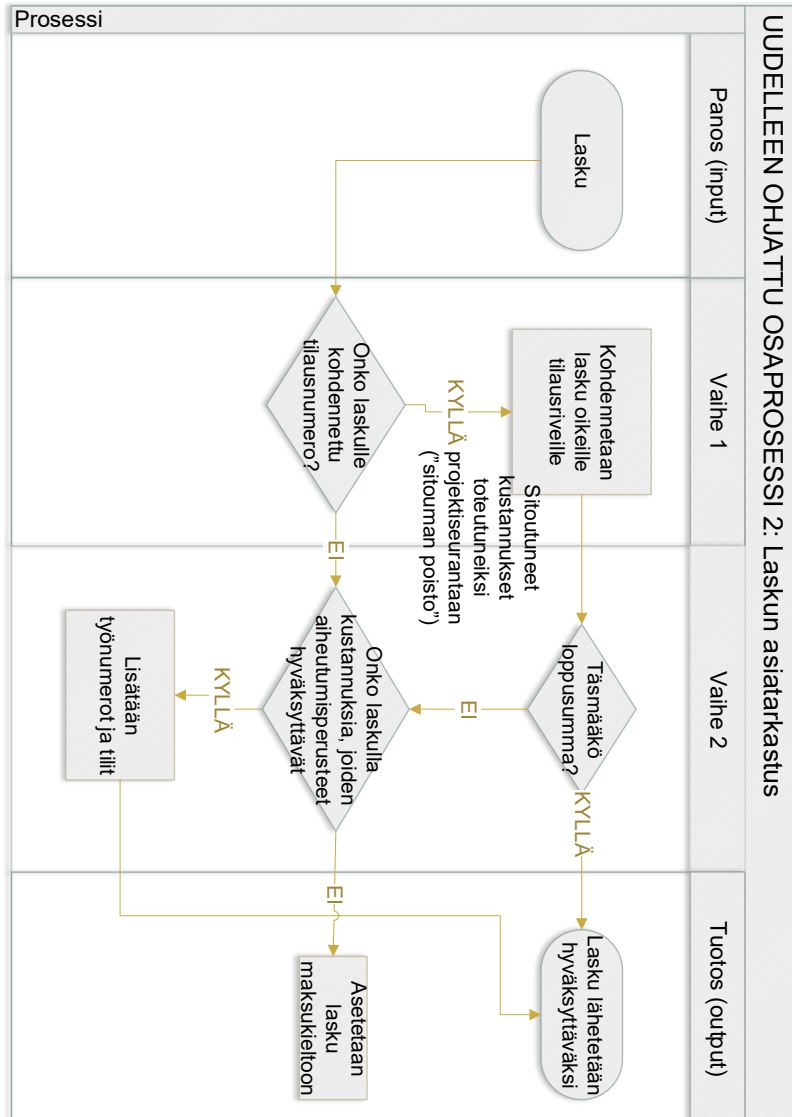 UUDELLEEN OHJATTU OSAPROSESSI 2: Laskun asiatarkastus
Prosessi
Panos (input)
Vaihe 1
Vaihe 2
Tuotos (output)
Lasku
Onko laskulle
kohdennettu
tilausnumero?
KYLLÄ
Kohdennetaan
lasku oikeille
tilausriveille
Sitoutuneet
kustannukset
toteutuneiksi
projektiseurantaan
("sitouman poisto")
EI
Täsmääkö
loppusumma?
KYLLÄ
EI
Onko laskulla
kustannuksia, joiden
aiheutumisperusteet
hyväksyttävät
KYLLÄ
Lisätään
työnumerot ja tilit
EI
Lasku lähetetään
hyväksyttäväksi
Asetetaan
lasku
maksukieltoon